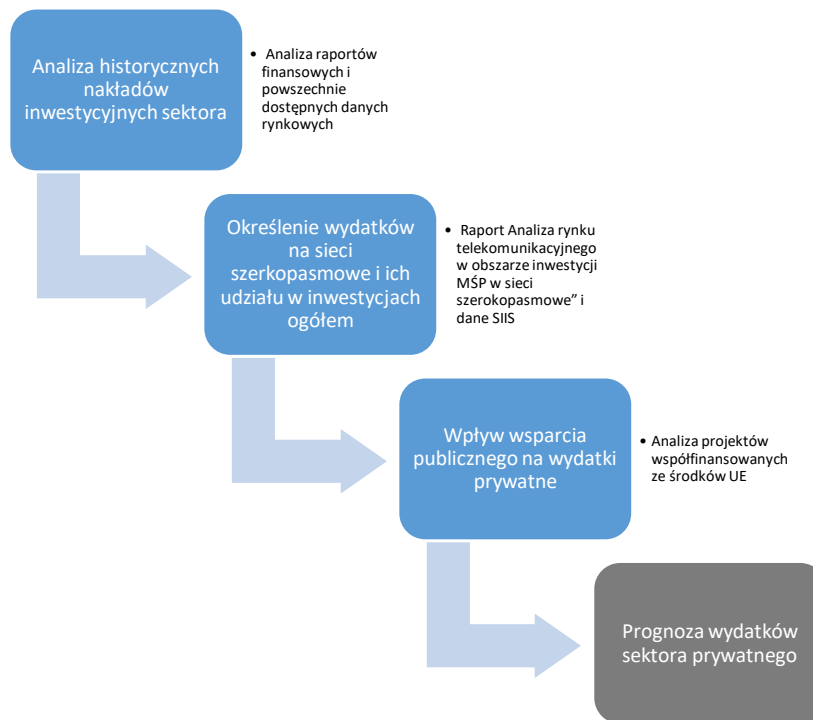 Analiza historycznych
nakładów
inwestycyjnych sektora
• Analiza raportów
finansowych i
powszechnie
dostępnych danych
rynkowych
Określenie wydatków
na sieci
szerkopasmowe i ich
udziału w inwestycjach
ogółem
• Raport Analiza rynku
telekomunikacyjnego
w obszarze inwestycji
MŚP w sieci
szerokopasmowe” i
dane SIIS
Wpływ wsparcia
publicznego na wydatki
prywatne
• Analiza projektów
współfinansowanych
ze środków UE
Prognoza wydatków
sektora prywatnego